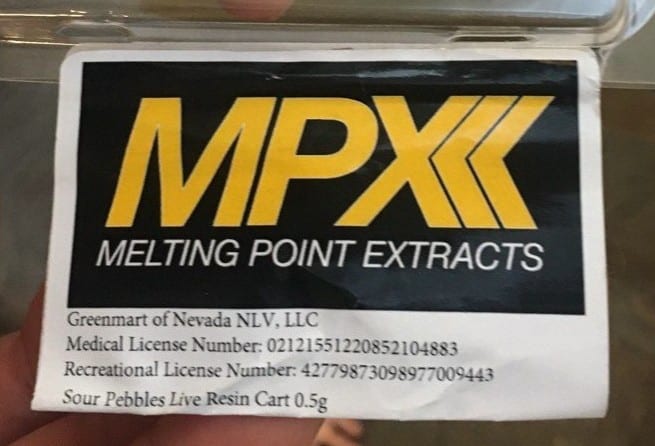 MPX
MELTING POINT EXTRACTS
Greenmart of Nevada NLV, LLC
Medical License Number: 02121551220852104883
Recreational License Number: 42779873098977009443
Sour Pebbles Live Resin Cart 0.5g